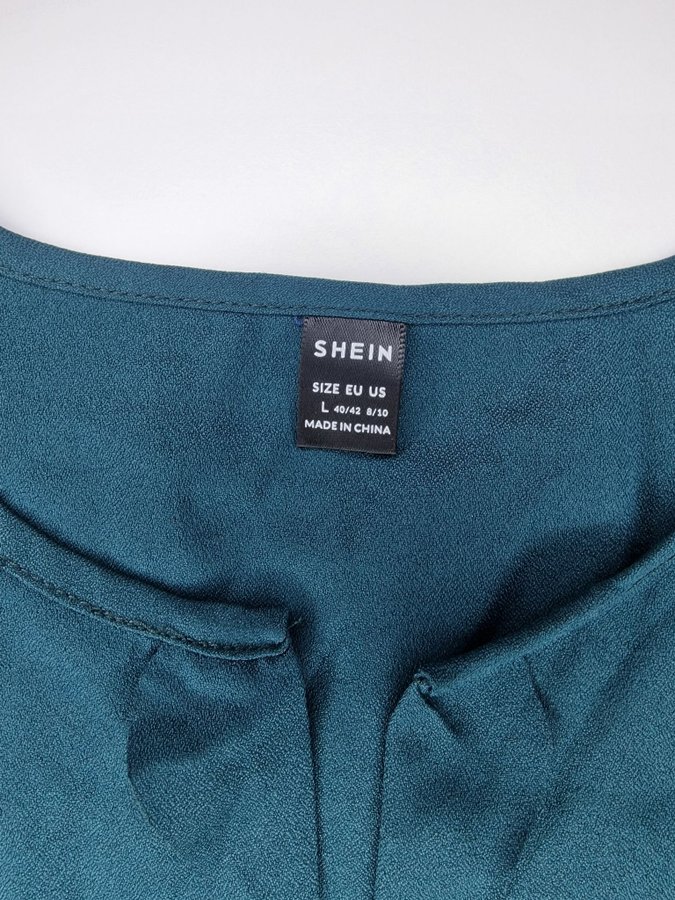 SHEIN
SIZE EU US
L 40/42 8/10
MADE IN CHINA